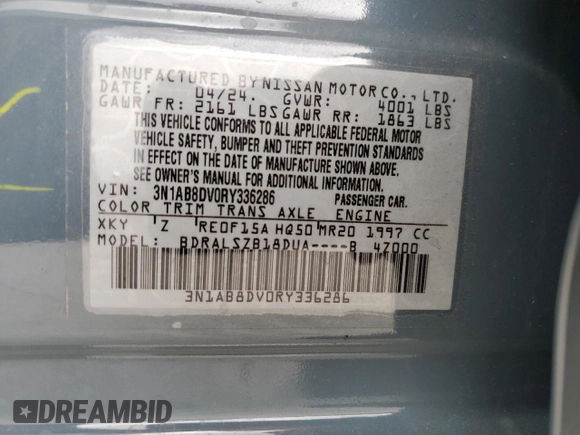 MANUFACTURED BY NISSAN MOTOR CO., LTD.
DATE: 04/24. GVWR: 4001 LBS
GAWR FR: 2161 LBS GAWR RR: 1863 LBS
THIS VEHICLE CONFORMS TO ALL APPLICABLE FEDERAL MOTOR
VEHICLE SAFETY, BUMPER AND THEFT PREVENTION STANDARDS
IN EFFECT ON THE DATE OF MANUFACTURE SHOWN ABOVE.
SEE OWNER'S MANUAL FOR ADDITIONAL INFORMATION.
VIN: 3N1AB8DV0RY336286 PASSENGER CAR.
COLOR TRIM TRANS AXLE ENGINE
XKY 'Z 'RE0F15A HQ50'MR20 1997 CC
MODEL: BDRALSZB18DUA----B 47000
3N1AB8DV0RY336286
DREAMBID